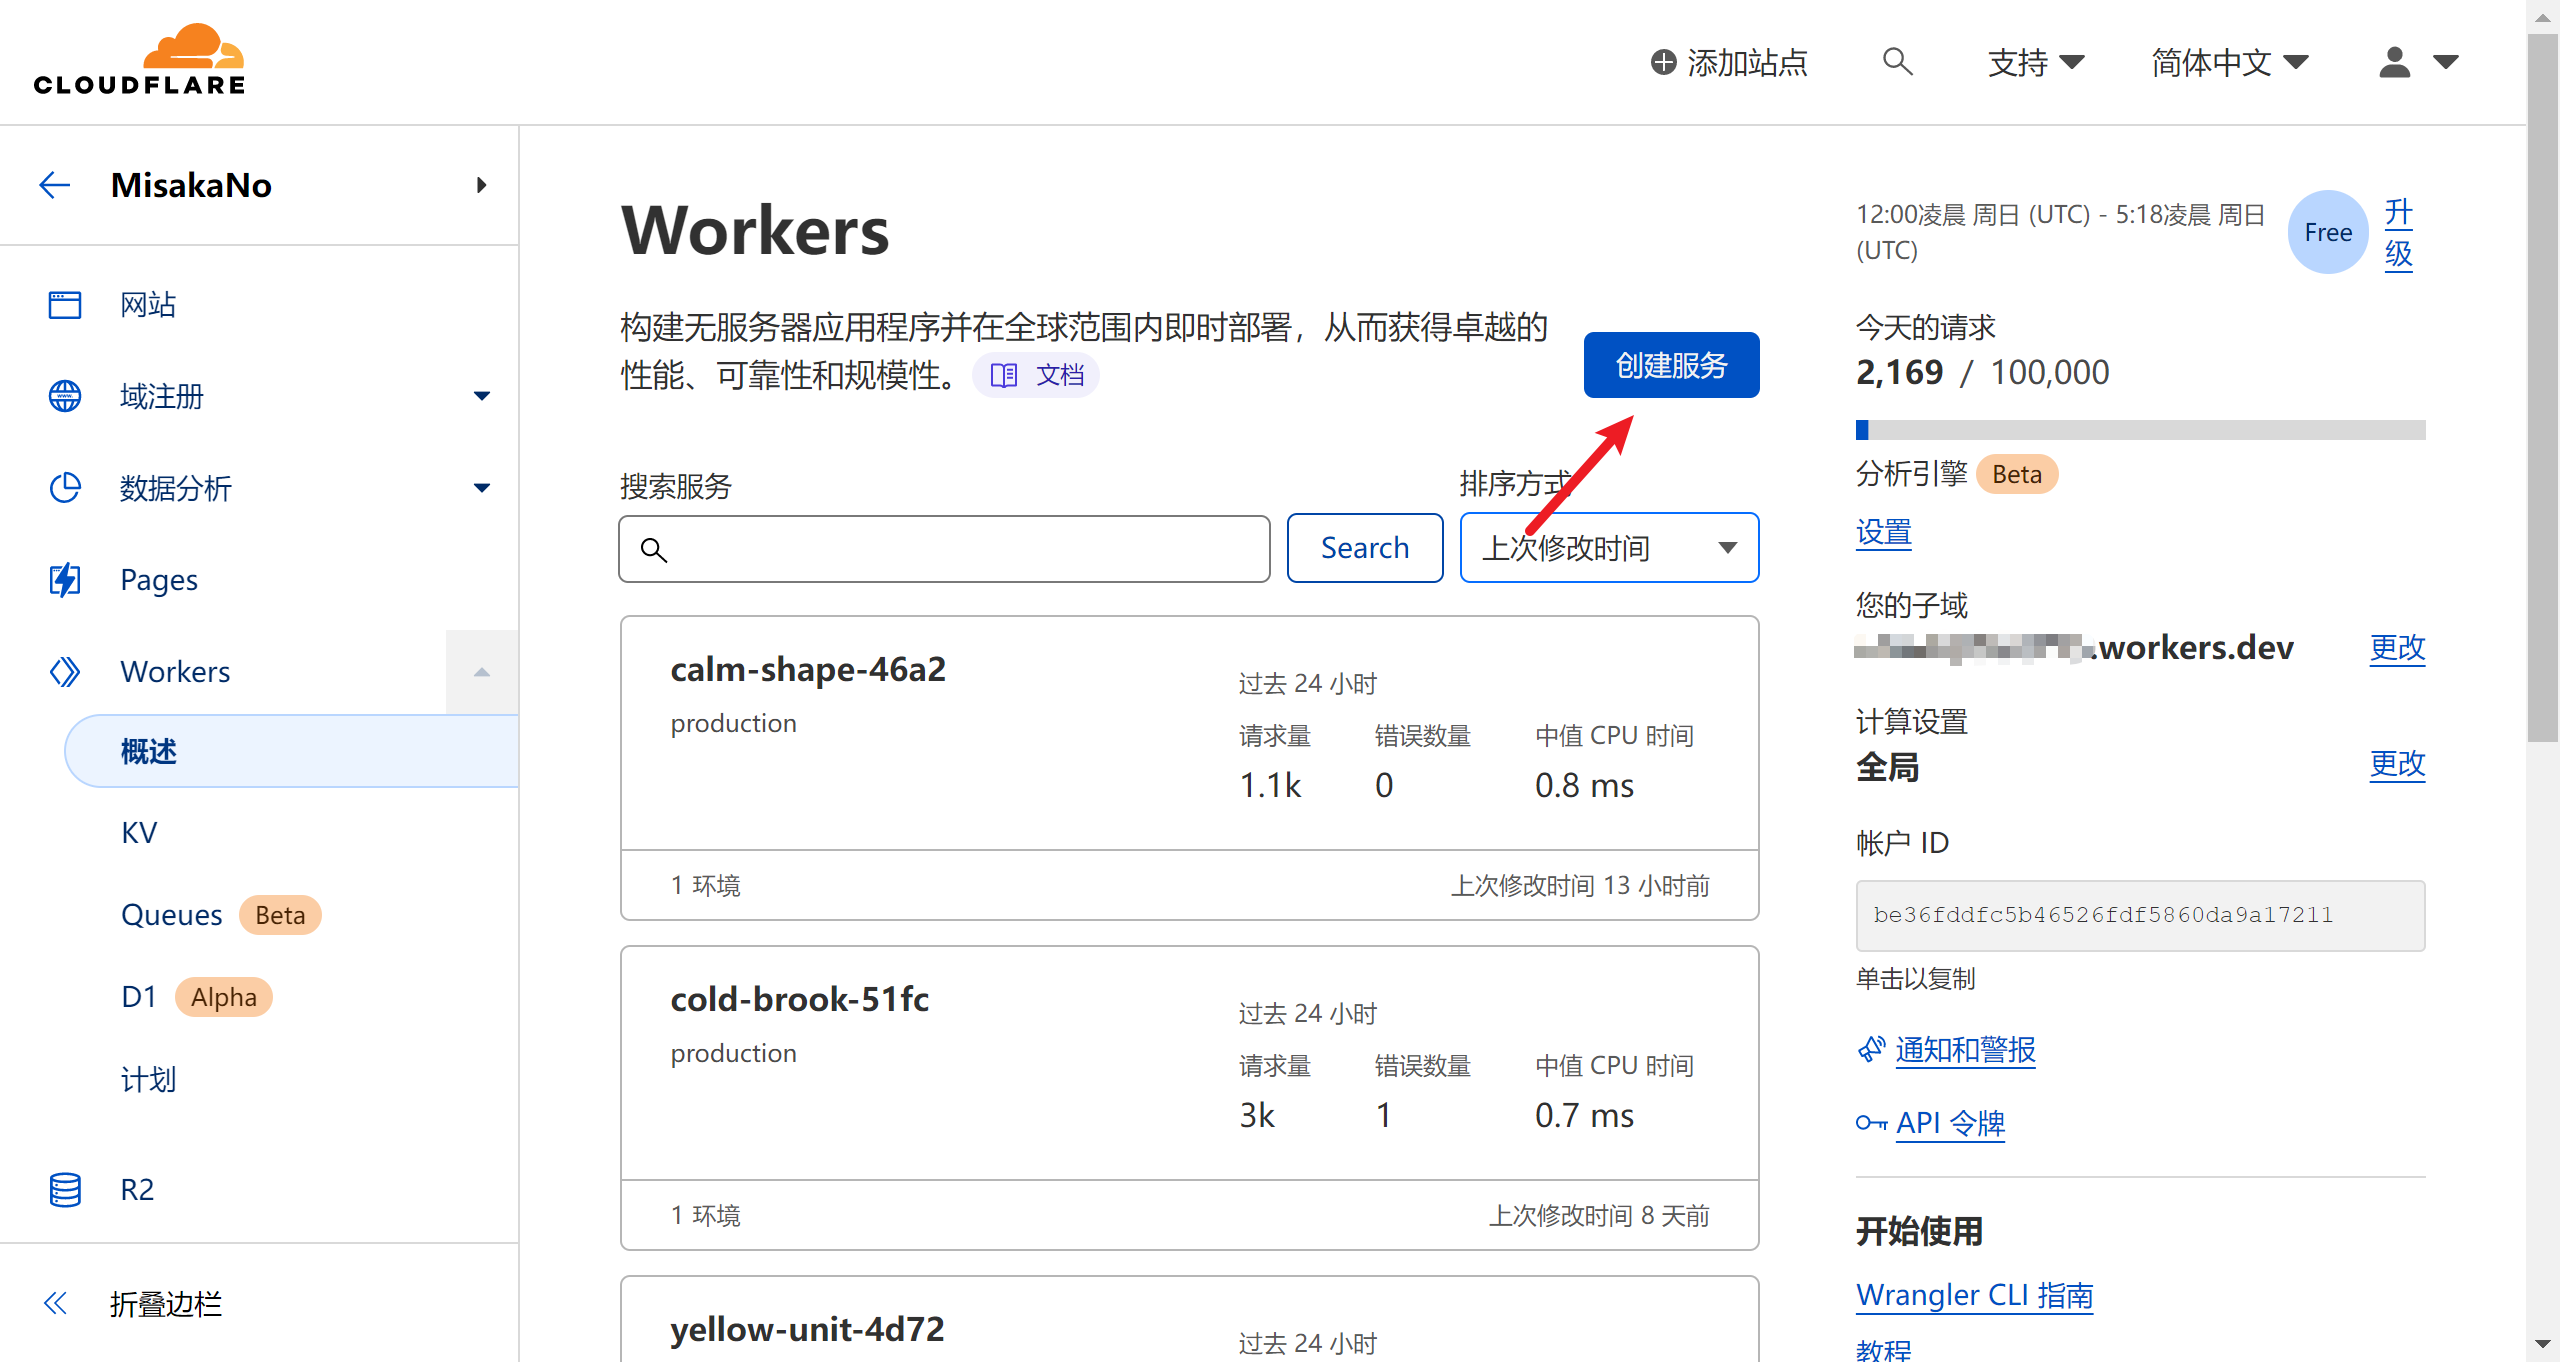 CLOUDFLARE
添加站点
支持
简体中文
MisakaNo
网站
域注册
数据分析
Pages
Workers
概述
KV
Queues Beta
D1 Alpha
计划
R2
折叠边栏
Workers
构建无服务器应用程序并在全球范围内即时部署，从而获得卓越的
性能、可靠性和规模性。 文档
创建服务
搜索服务
排序方式
Search
上次修改时间
calm-shape-46a2
production
过去 24 小时
请求量 错误数量 中值 CPU 时间
1.1k 0 0.8 ms
1 环境
上次修改时间 13 小时前
cold-brook-51fc
production
过去 24 小时
请求量 错误数量 中值 CPU 时间
3k 1 0.7 ms
1 环境
上次修改时间 8 天前
yellow-unit-4d72
过去 24 小时
12:00凌晨 周日 (UTC) - 5:18凌晨 周日
(UTC)
Free
升
级
今天的请求
2,169 / 100,000
分析引擎 Beta
设置
您的子域
.workers.dev
更改
计算设置
全局
更改
帐户 ID
be36fddfc5b46526fdf5860da9a17211
单击以复制
通知和警报
API 令牌
开始使用
Wrangler CLI 指南
教程